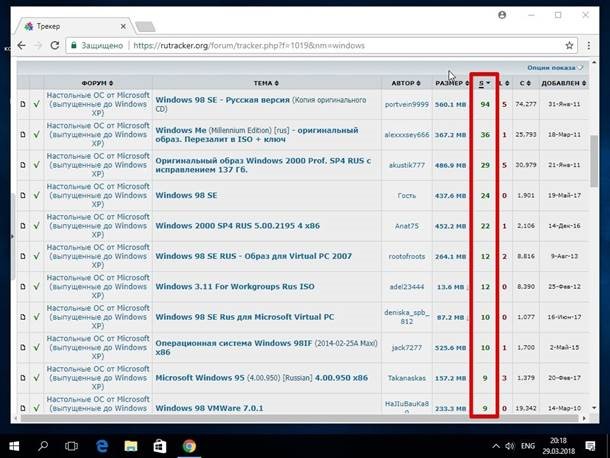 Трекер
Защищено https://rutracker.org/forum/tracker.php?f=1019&nm=windows
Опции показа
ФОРУМ ТЕМА АВТОР РАЗМЕР S L C ДОБАВЛЕН
Настольные ОС от Microsoft (выпущенные до Windows XP) Windows 98 SE - Русская версия (Копия оригинального CD) portvein9999 560.1 MB 94 5 74,277 31-Янв-11
Настольные ОС от Microsoft (выпущенные до Windows XP) Windows Me (Millennium Edition) [rus] - оригинальный образ. Перезалит в ISO + ключ alexxxsey666 367.2 MB 36 1 25,793 18-Мар-11
Настольные ОС от Microsoft (выпущенные до Windows XP) Оригинальный образ Windows 2000 Prof. SP4 RUS с исправлением 137 Гб. akustik777 486.9 MB 29 5 30,979 21-Янв-11
Настольные ОС от Microsoft (выпущенные до Windows XP) Windows 98 SE Гость 437.6 MB 24 0 1,901 19-Май-17
Настольные ОС от Microsoft (выпущенные до Windows XP) Windows 2000 SP4 RUS 5.00.2195 4 x86 Anat75 452.2 MB 22 1 2,106 14-Дек-16
Настольные ОС от Microsoft (выпущенные до Windows XP) Windows 98 SE RUS - Образ для Virtual PC 2007 rootofroots 264.1 MB 12 2 8,816 9-Авг-13
Настольные ОС от Microsoft (выпущенные до Windows XP) Windows 3.11 For Workgroups Rus ISO adel23444 13.6 MB 12 0 8,390 25-Фев-12
Настольные ОС от Microsoft (выпущенные до Windows XP) Windows 98 SE Rus для Microsoft Virtual PC deniska_spb_812 87.2 MB 10 0 1,077 16-Июн-17
Настольные ОС от Microsoft (выпущенные до Windows XP) Операционная система Windows 98IF (2014-02-25A Maxi) x86 jack7277 525.6 MB 10 1 1,700 2-Май-15
Настольные ОС от Microsoft (выпущенные до Windows XP) Microsoft Windows 95 (4.00.950) [Russian] 4.00.950 x86 Takanaskas 157.2 MB 9 3 1,379 20-Фев-17
Настольные ОС от Microsoft (выпущенные до Windows Windows 98 VMWare 7.0.1 233.3 MB 9 0 19,342 14-Мар-10
ENG 20:18
29.03.2018